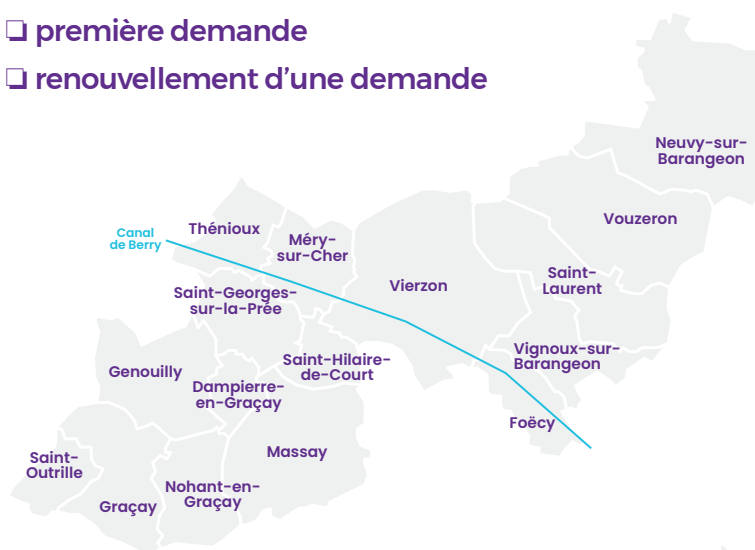 ❏ première demande
❏ renouvellement d’une demande
Neuvy-sur-
Barangeon
Vouzeron
Thénioux
Canal
de Berry
Méry-
sur-Cher
Saint-
Laurent
Vierzon
Saint-Georges-
sur-la-Prée
Vignoux-sur-
Barangeon
Saint-Hilaire-
de-Court
Genouilly
Dampierre-
en-Graçay
Foëcy
Massay
Saint-
Outrille
Nohant-en-
Graçay
Graçay